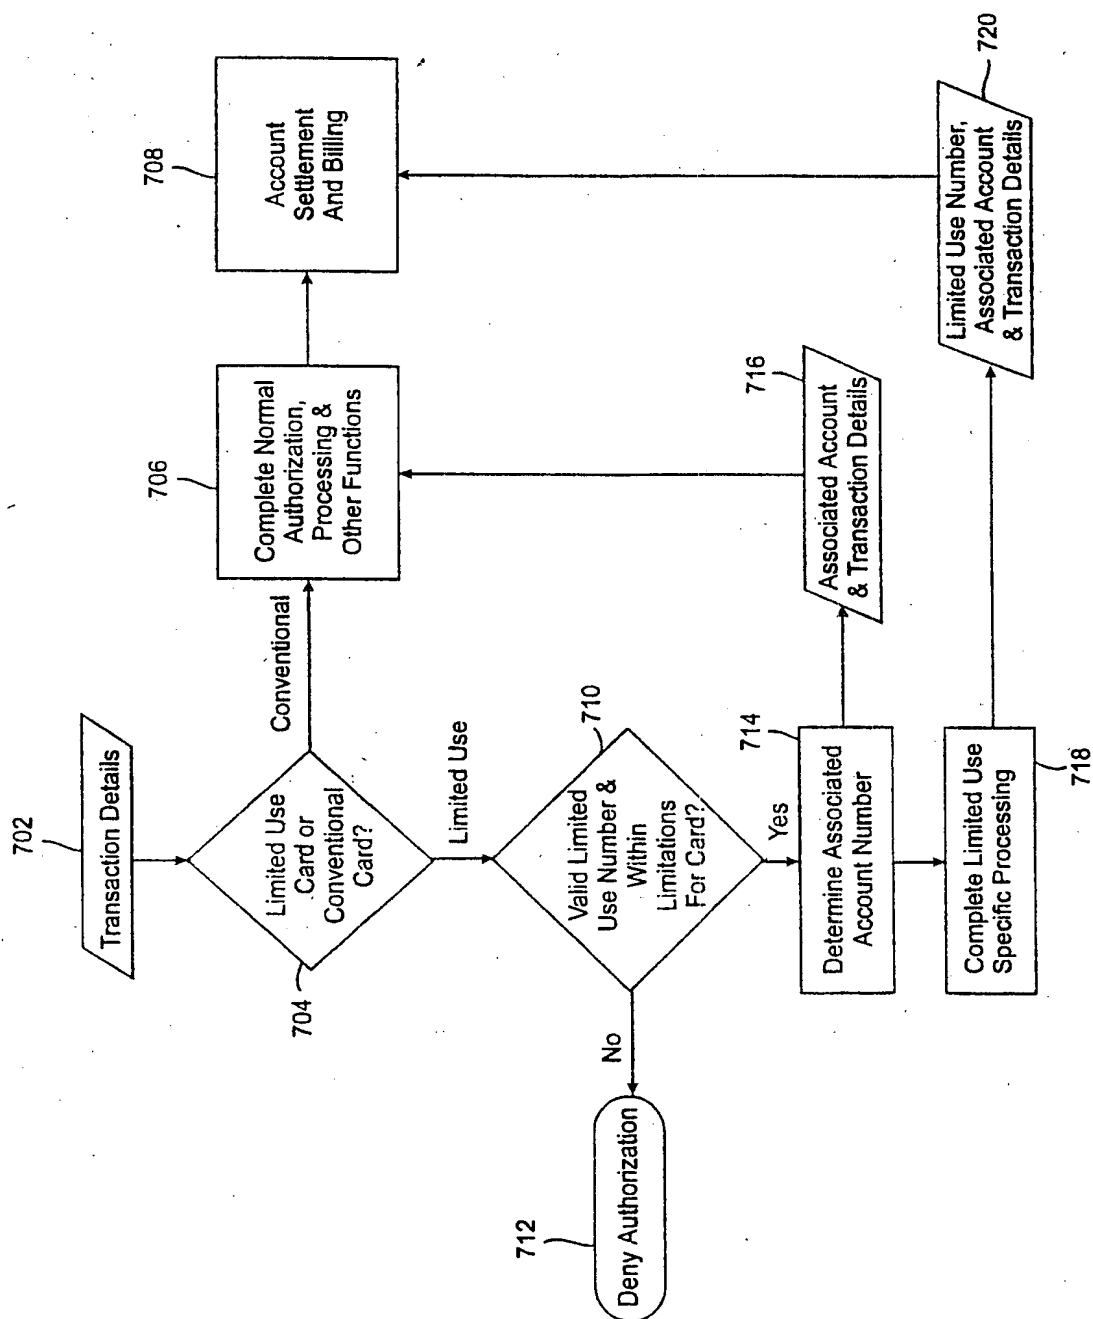 702
Transaction Details
704
Limited Use
Card or
Conventional
Card?
Conventional
706
Complete Normal
Authorization,
Processing &
Other Functions
708
Account
Settlement
And Billing
Limited Use
710
Valid Limited
Use Number &
Within
Limitations
For Card?
No
712
Deny Authorization
Yes
714
Determine Associated
Account Number
716
Associated Account
& Transaction Details
718
Complete Limited Use
Specific Processing
720
Limited Use Number,
Associated Account
& Transaction Details